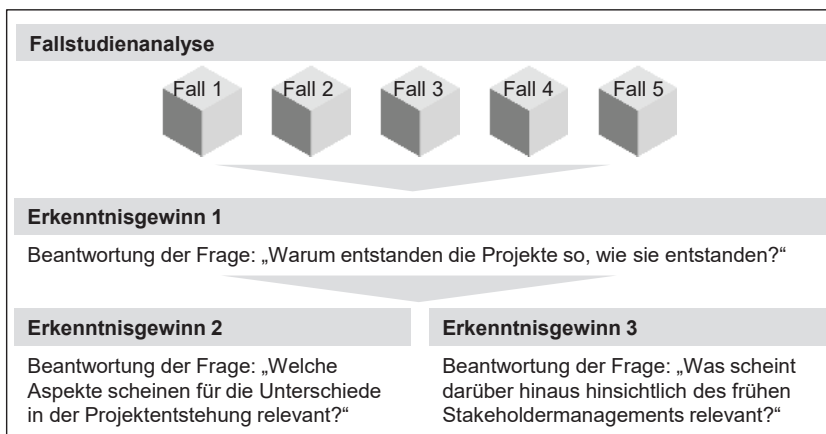 Fallstudienanalyse
Fall 1 Fall 2 Fall 3 Fall 4 Fall 5
Erkenntnisgewinn 1
Beantwortung der Frage: „Warum entstanden die Projekte so, wie sie entstanden?“
Erkenntnisgewinn 2
Beantwortung der Frage: „Welche
Aspekte scheinen für die Unterschiede
in der Projektentstehung relevant?“
Erkenntnisgewinn 3
Beantwortung der Frage: „Was scheint
darüber hinaus hinsichtlich des frühen
Stakeholdermanagements relevant?“